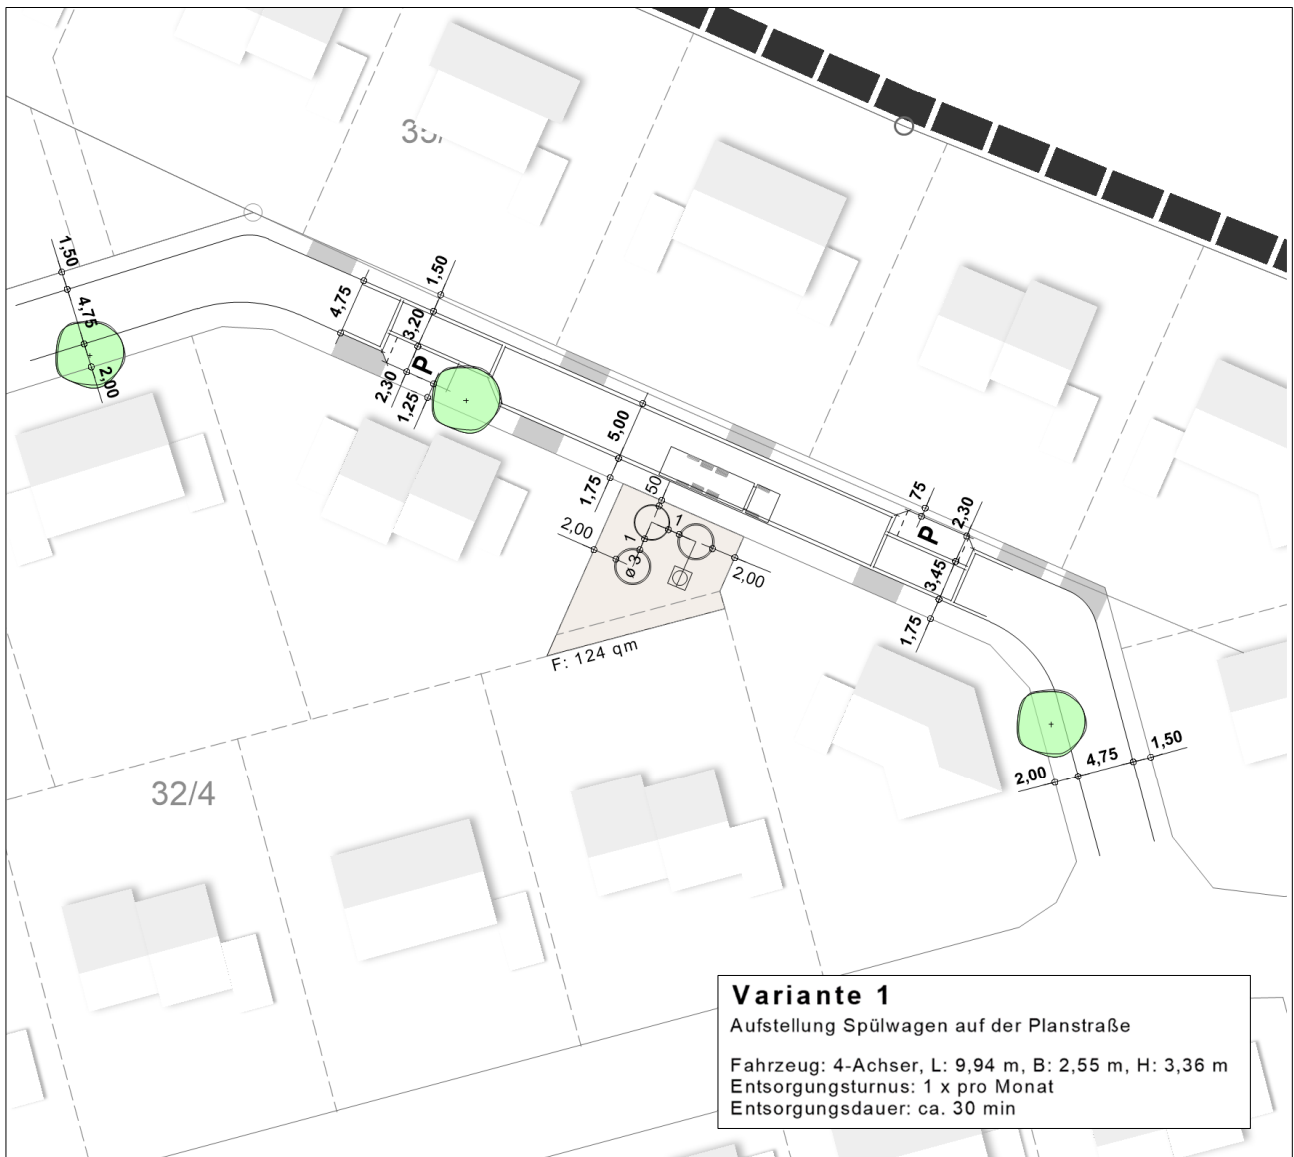 1,50
4,75
2,00
4,75
1,50
3,20
P
2,30
1,25
5,00
1,75
50
2,00
1
1
ø 3
2,00
75
2,30
P
3,45
1,75
F: 124 qm
32/4
2,00
4,75
1,50
Variante 1
Aufstellung Spülwagen auf der Planstraße
Fahrzeug: 4-Achser, L: 9,94 m, B: 2,55 m, H: 3,36 m
Entsorgungsturnus: 1 x pro Monat
Entsorgungsdauer: ca. 30 min